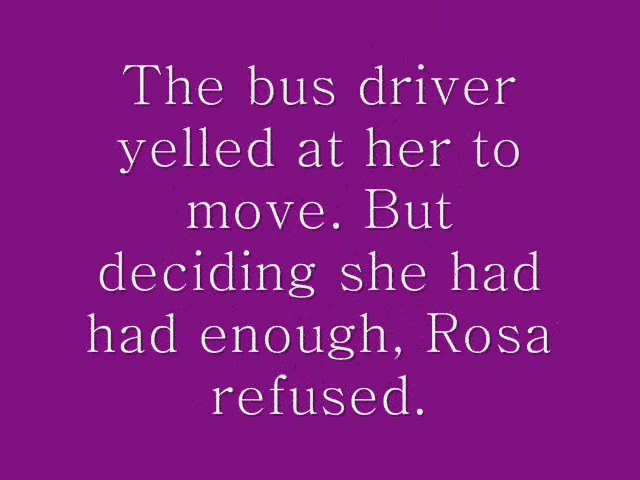 The bus driver
yelled at her to
move. But
deciding she had
had enough, Rosa
refused.